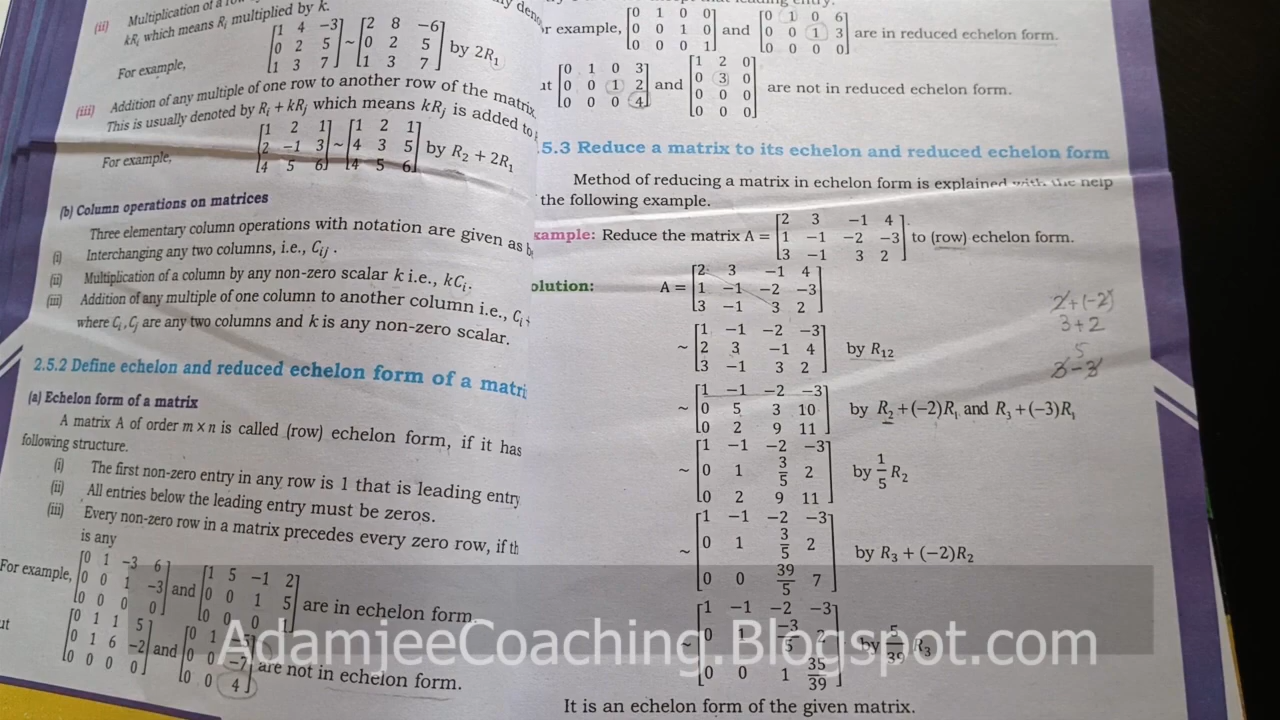 (ii) Multiplication of a
kR_i which means R_i multiplied by k.
For example, [1 4 −3; 0 2 5; 1 3 7] ~ [2 8 −6; 0 2 5; 1 3 7] by 2R₁
(iii) Addition of any multiple of one row to another row of the matrix
This is usually denoted by R_i + kR_j which means kR_j is added to
For example, [1 2 1; 2 −1 3; 4 5 6] ~ [1 2 1; 4 3 5; 4 5 6] by R₂ + 2R₁
(b) Column operations on matrices
Three elementary column operations with notation are given as
(i) Interchanging any two columns, i.e., C_ij .
(ii) Multiplication of a column by any non-zero scalar k i.e., kC_i.
(iii) Addition of any multiple of one column to another column i.e., C_i +
where C_i , C_j are any two columns and k is any non-zero scalar.
2.5.2 Define echelon and reduced echelon form of a matri
(a) Echelon form of a matrix
A matrix A of order m × n is called (row) echelon form, if it has
following structure.
(i) The first non-zero entry in any row is 1 that is leading entry
(ii) All entries below the leading entry must be zeros.
(iii) Every non-zero row in a matrix precedes every zero row, if th
is any
For example, [0 1 −3 6; 0 0 1 −3; 0 0 0 0] and [1 5 −1 2; 0 0 1 5; 0 0 0 1] are in echelon form.
ut [0 1 1 5; 0 1 6 −2; 0 0 0 0] and [0 1 −5; 0 0 −7; 0 0 4] are not in echelon form.
r example, [0 1 0 0; 0 0 1 0; 0 0 0 1] and [0 1 0 6; 0 0 1 3; 0 0 0 0] are in reduced echelon form.
ut [0 1 0 3; 0 0 1 2; 0 0 0 4] and [1 2 0; 0 3 0; 0 0 0; 0 0 0] are not in reduced echelon form.
.5.3 Reduce a matrix to its echelon and reduced echelon form
Method of reducing a matrix in echelon form is explained with the help
the following example.
xample: Reduce the matrix A = [2 3 −1 4; 1 −1 −2 −3; 3 −1 3 2] to (row) echelon form.
olution: A = [2 3 −1 4; 1 −1 −2 −3; 3 −1 3 2]
2+(−2)
3+2
5
3−3
~ [1 −1 −2 −3; 2 3 −1 4; 3 −1 3 2] by R₁₂
~ [1 −1 −2 −3; 0 5 3 10; 0 2 9 11] by R₂ +(−2)R₁ and R₃ +(−3)R₁
~ [1 −1 −2 −3; 0 1 3/5 2; 0 2 9 11] by 1/5 R₂
~ [1 −1 −2 −3; 0 1 3/5 2; 0 0 39/5 7] by R₃ + (−2)R₂
~ [1 −1 −2 −3; 0 1 −3/5 2; 0 0 1 35/39] by 5/39 R₃
It is an echelon form of the given matrix.
AdamjeeCoaching.Blogspot.com